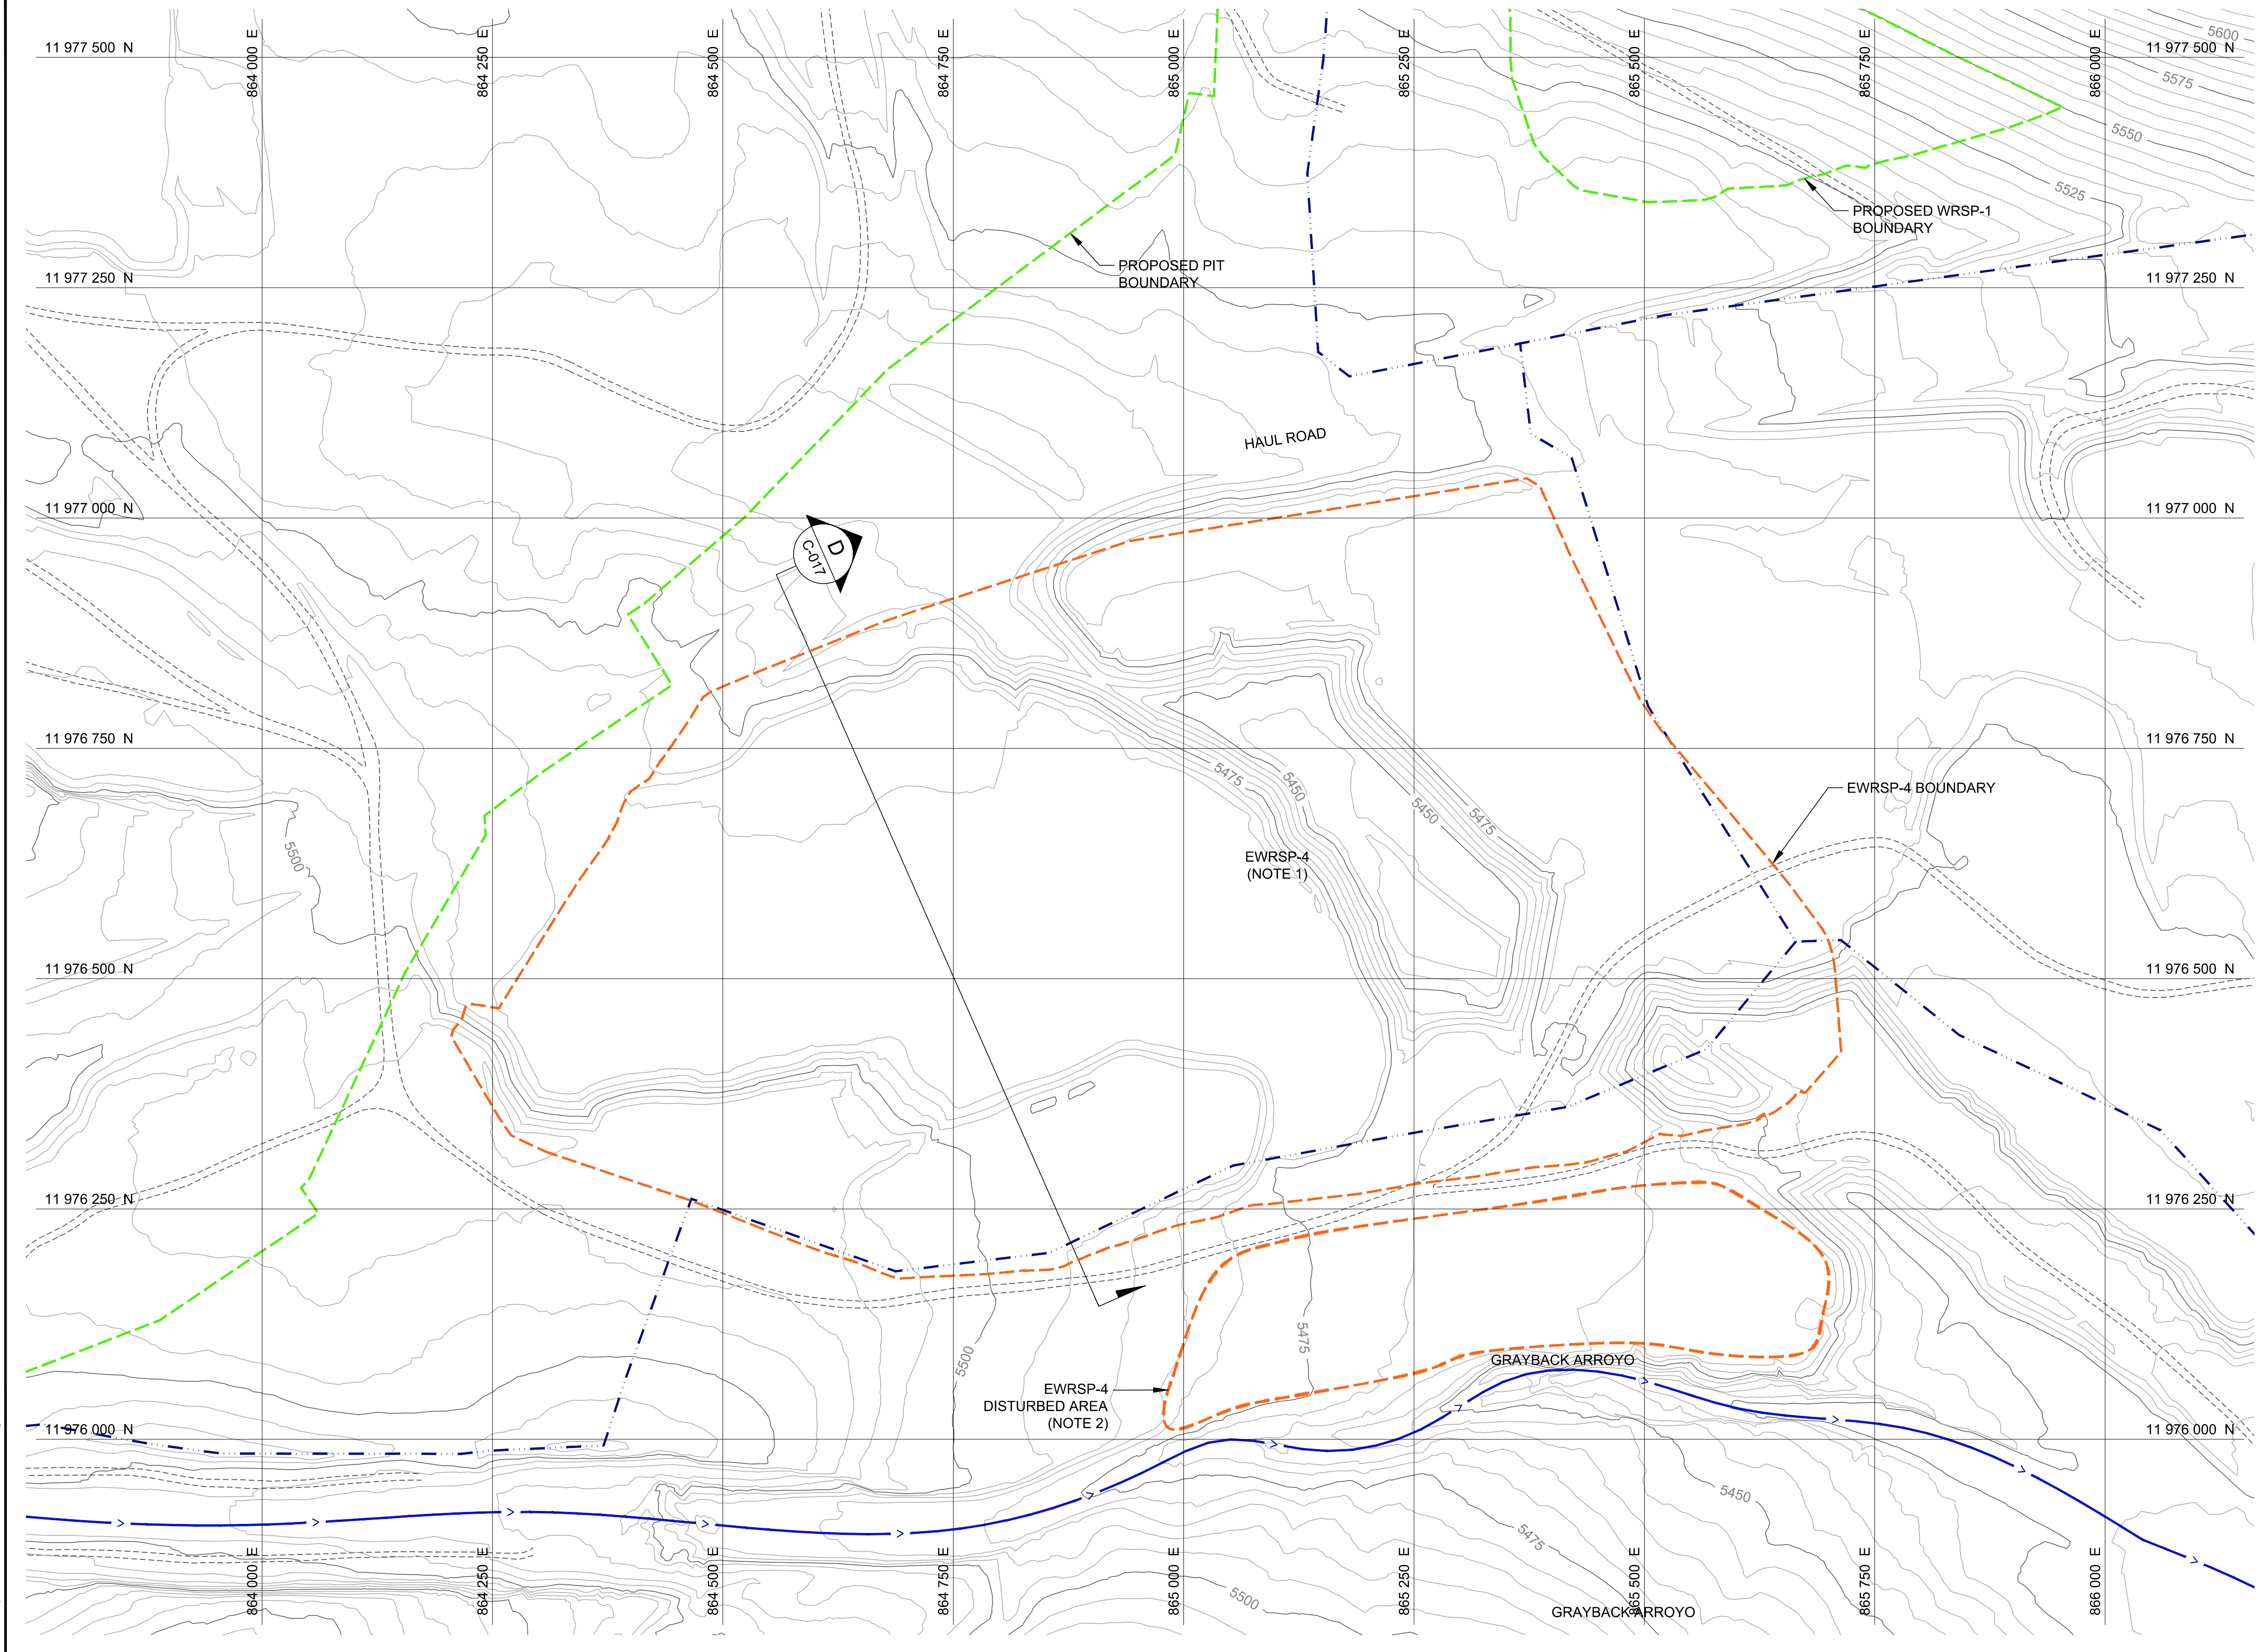 864 000 E
864 250 E
864 500 E
864 750 E
865 000 E
865 250 E
865 500 E
865 750 E
866 000 E
5600
11 977 500 N
11 977 500 N
5575
5550
5525
PROPOSED WRSP-1
BOUNDARY
PROPOSED PIT
BOUNDARY
11 977 250 N
11 977 250 N
HAUL ROAD
11 977 000 N
11 977 000 N
D
C-017
11 976 750 N
11 976 750 N
5475
5450
5450
5475
EWRSP-4 BOUNDARY
5500
EWRSP-4
(NOTE 1)
11 976 500 N
11 976 500 N
11 976 250 N
11 976 250 N
5475
5500
GRAYBACK ARROYO
EWRSP-4
DISTURBED AREA
(NOTE 2)
11 976 000 N
11 976 000 N
5450
5475
5500
864 000 E
864 250 E
864 500 E
864 750 E
865 000 E
865 250 E
865 500 E
865 750 E
866 000 E
GRAYBACK ARROYO